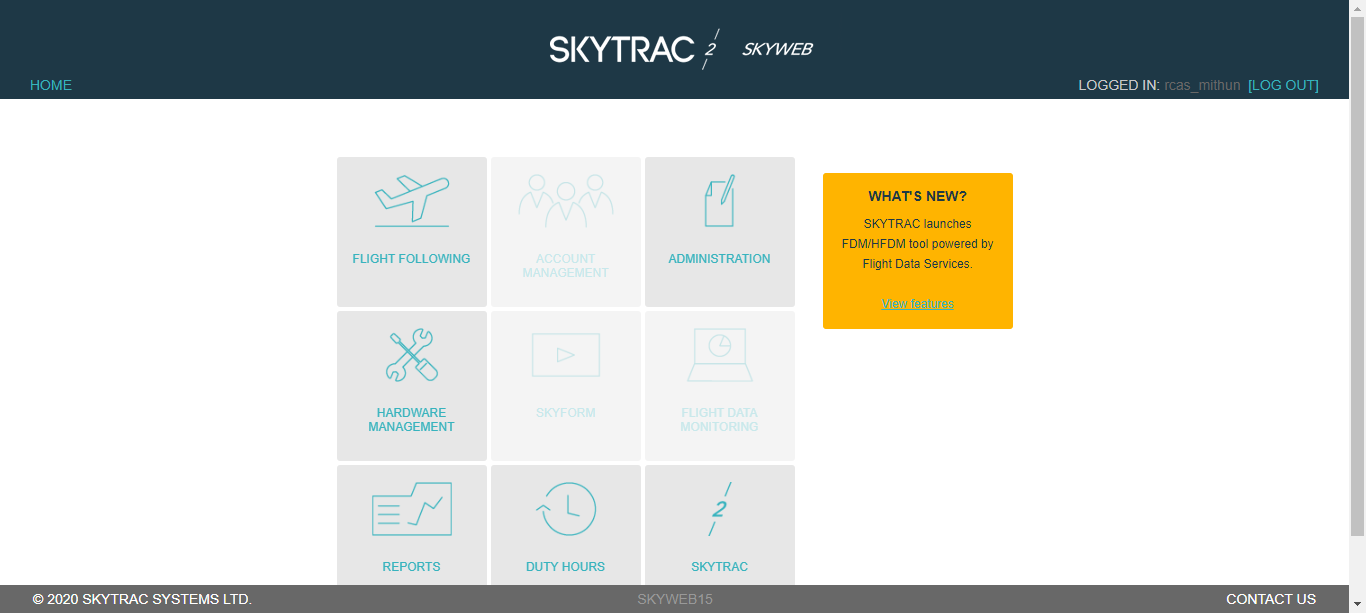 SKYTRAC 2 SKYWEB
HOME
LOGGED IN: rcas_mithun [LOG OUT]
FLIGHT FOLLOWING
ACCOUNT
MANAGEMENT
ADMINISTRATION
WHAT'S NEW?
SKYTRAC launches
FDM/HFDM tool powered by
Flight Data Services.
View features
HARDWARE
MANAGEMENT
SKYFORM
FLIGHT DATA
MONITORING
REPORTS
DUTY HOURS
2
SKYTRAC
© 2020 SKYTRAC SYSTEMS LTD.
SKYWEB15
CONTACT US